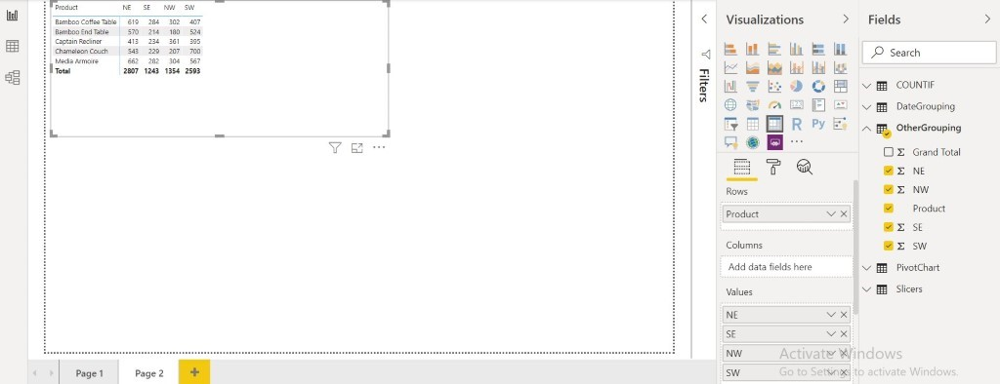 Product NE SE NW SW
Bamboo Coffee Table 619 284 302 407
Bamboo End Table 570 214 180 524
Captain Recliner 413 234 361 395
Chameleon Couch 543 229 207 700
Media Armoire 662 282 304 567
Total 2807 1243 1354 2593
Filters
Page 1
Page 2
Visualizations
123
R
Py
Rows
Product
Columns
Add data fields here
Values
NE
SE
NW
SW
Fields
Search
COUNTIF
DateGrouping
OtherGrouping
Σ Grand Total
Σ NE
Σ NW
Product
Σ SE
Σ SW
PivotChart
Slicers
Activate Windows
Go to Settings to activate Windows.